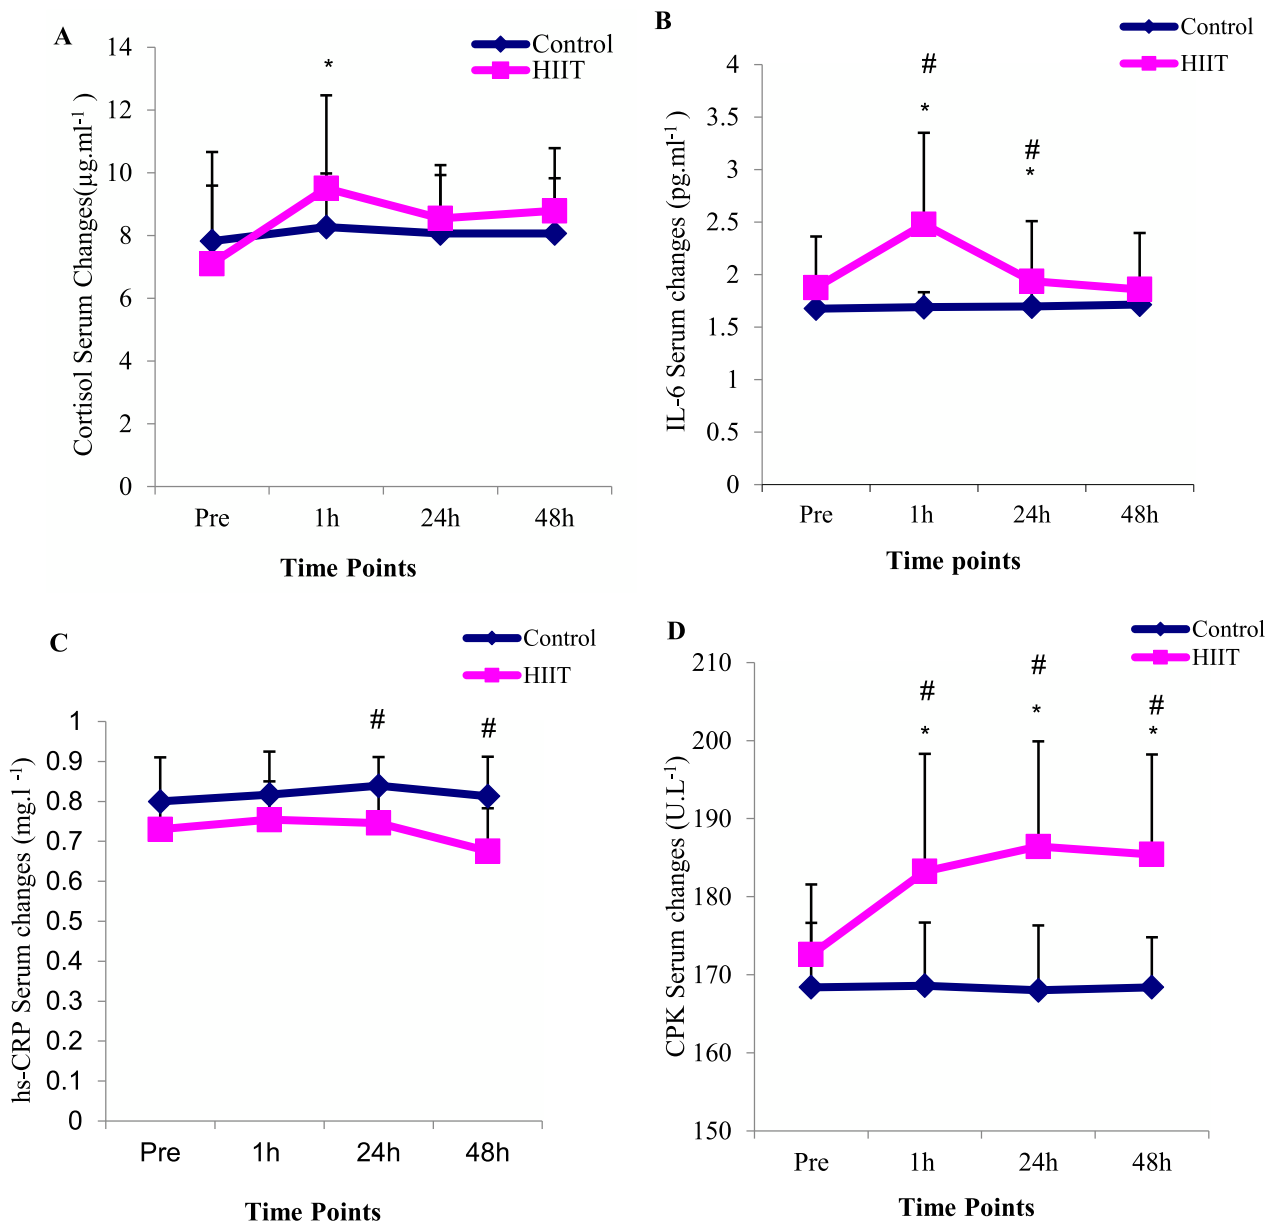 A
Control
HIIT
*
14
12
10
8
6
4
2
0
Cortisol Serum Changes(µg.ml-1 )
Pre
1h
24h
48h
Time Points
B
Control
HIIT
#
*
#
*
4
3.5
3
2.5
2
1.5
1
0.5
0
IL-6 Serum changes (pg.ml-1 )
Pre
1h
24h
48h
Time points
C
Control
HIIT
#
#
1
0.9
0.8
0.7
0.6
0.5
0.4
0.3
0.2
0.1
0
hs-CRP Serum changes (mg.l -1)
Pre
1h
24h
48h
Time Points
D
Control
HIIT
#
*
#
*
#
*
210
200
190
180
170
160
150
CPK Serum changes (U.L-1)
Pre
1h
24h
48h
Time Points